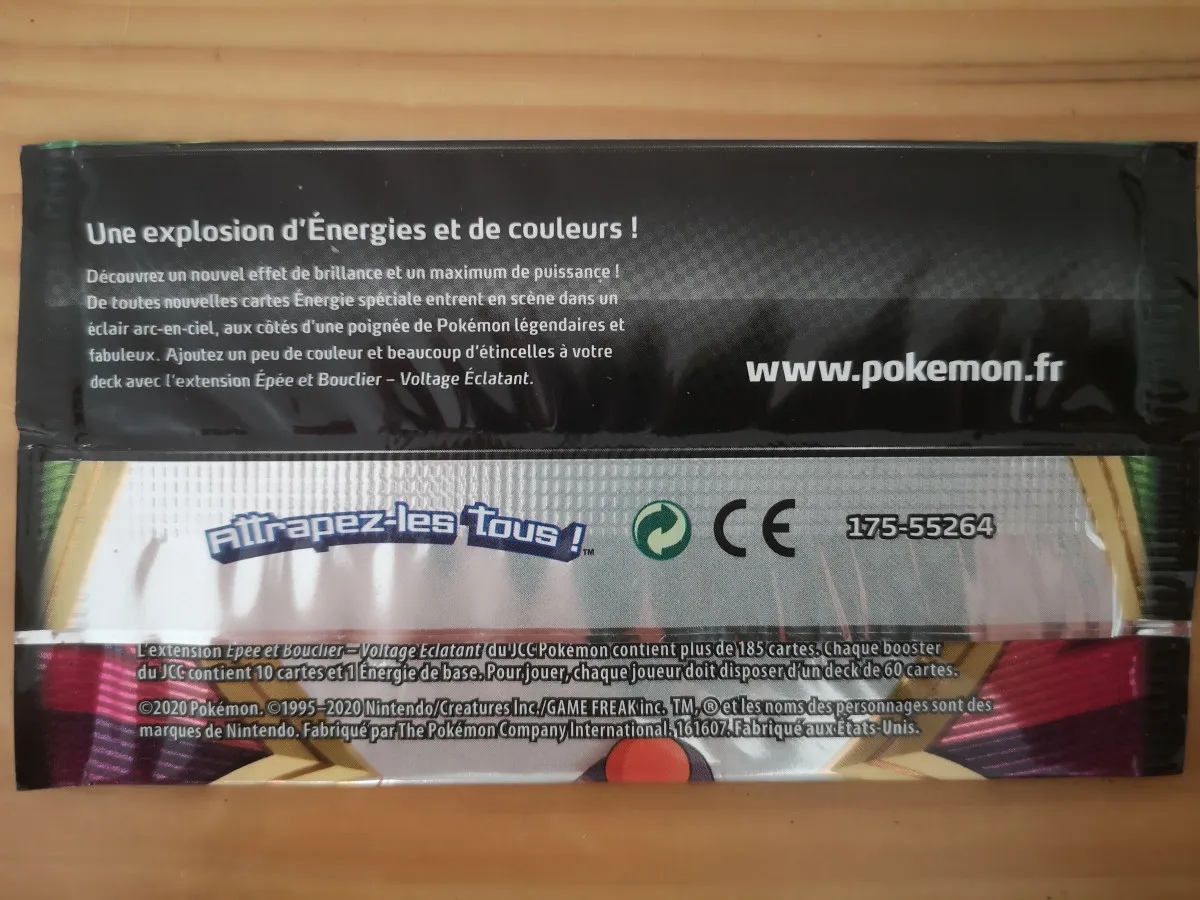 Une explosion d'Énergies et de couleurs !
Découvrez un nouvel effet de brillance et un maximum de puissance !
De toutes nouvelles cartes Énergie spéciale entrent en scène dans un
éclair arc-en-ciel, aux côtés d'une poignée de Pokémon légendaires et
fabuleux. Ajoutez un peu de couleur et beaucoup d'étincelles à votre
deck avec l'extension Épée et Bouclier – Voltage Éclatant.
www.pokemon.fr
Attrapez-les Tous !™
CE
175-55264
L'extension Épée et Bouclier – Voltage Éclatant du JCC Pokémon contient plus de 185 cartes. Chaque booster
du JCC contient 10 cartes et 1 Énergie de base. Pour jouer, chaque joueur doit disposer d'un deck de 60 cartes.
©2020 Pokémon. ©1995–2020 Nintendo/Creatures Inc./GAME FREAK inc. TM, ® et les noms des personnages sont des
marques de Nintendo. Fabriqué par The Pokémon Company International. 161607. Fabriqué aux États-Unis.